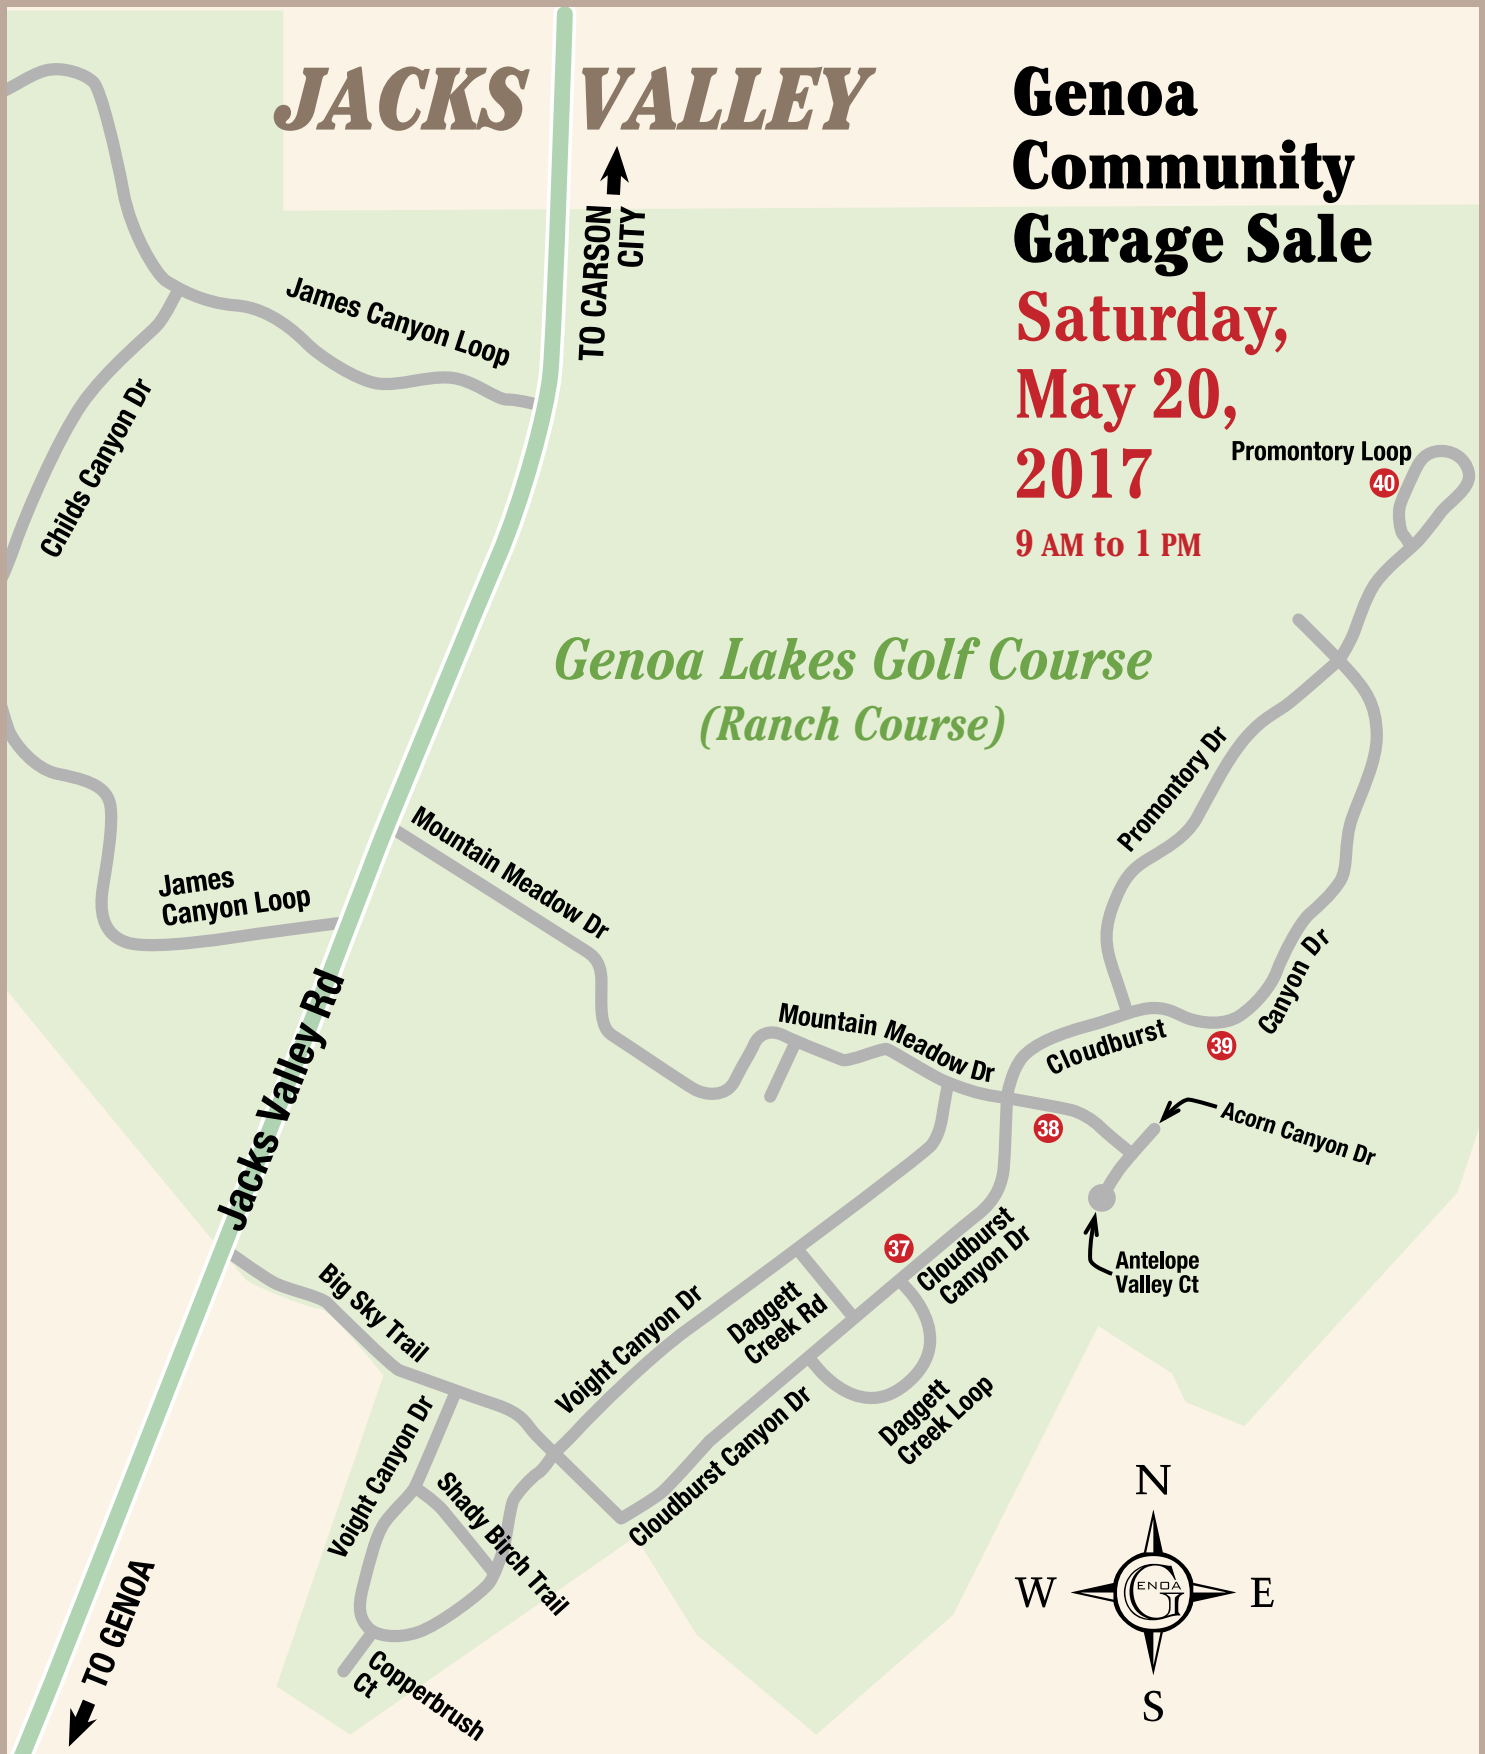 JACKS VALLEY
Genoa
Community
Garage Sale
Saturday,
May 20,
2017
9 AM to 1 PM
TO CARSON
CITY
James Canyon Loop
Childs Canyon Dr
Promontory Loop
40
Genoa Lakes Golf Course
(Ranch Course)
Promontory Dr
Mountain Meadow Dr
James
Canyon Loop
Jacks Valley Rd
Mountain Meadow Dr
Cloudburst
Canyon Dr
39
38
Acorn Canyon Dr
37
Cloudburst
Canyon Dr
Antelope
Valley Ct
Big Sky Trail
Voight Canyon Dr
Daggett
Creek Rd
Daggett
Creek Loop
Cloudburst Canyon Dr
Voight Canyon Dr
Shady Birch Trail
Copperbrush
Ct
TO GENOA
N
W
GENOA
E
S